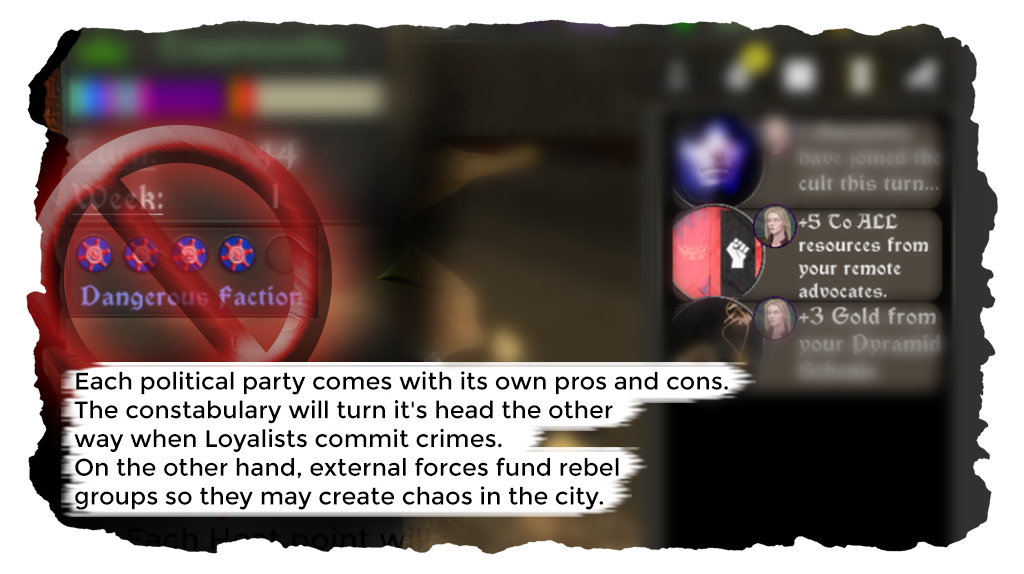 44
Week: 1
Dangerous Faction
have joined the
cult this turn...
+5 To ALL
resources from
your remote
advocates.
+3 Gold from
your Pyramid
Scheme.
Each political party comes with its own pros and cons.
The constabulary will turn it's head the other
way when Loyalists commit crimes.
On the other hand, external forces fund rebel
groups so they may create chaos in the city.
Each Heat point will